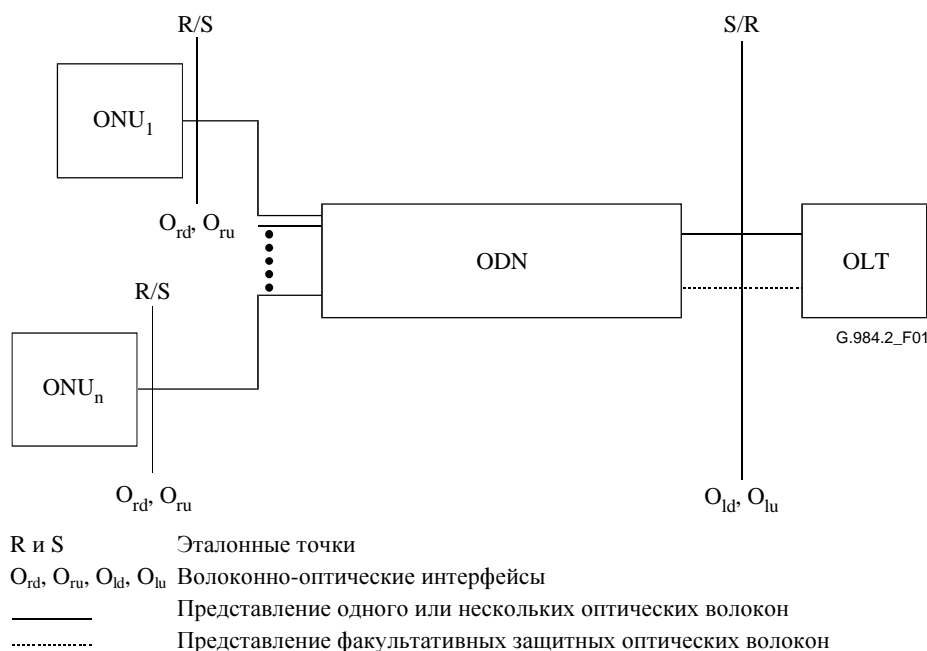 R/S
S/R
ONU1
Ord, Oru
ODN
OLT
R/S
G.984.2_F01
ONUn
Ord, Oru
Old, Olu
R и S Эталонные точки
Ord, Oru, Old, Olu Волоконно-оптические интерфейсы
Представление одного или нескольких оптических волокон
Представление факультативных защитных оптических волокон